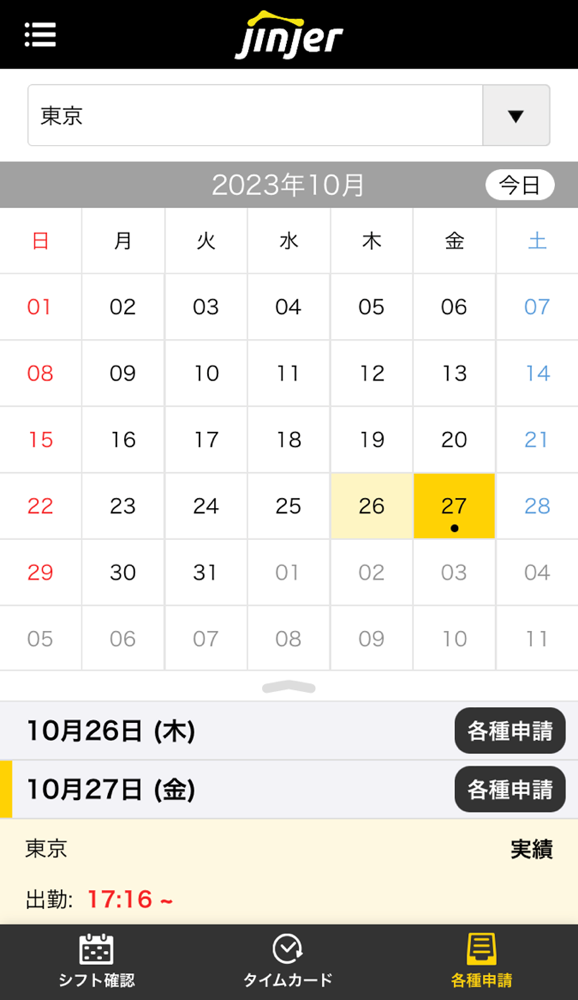 jinjer
東京
2023年10月 今日
日 月 火 水 木 金 土
01 02 03 04 05 06 07
08 09 10 11 12 13 14
15 16 17 18 19 20 21
22 23 24 25 26 27 28
29 30 31 01 02 03 04
05 06 07 08 09 10 11
10月26日 (木) 各種申請
10月27日 (金) 各種申請
東京 実績
出勤: 17:16 ~
シフト確認 タイムカード 各種申請